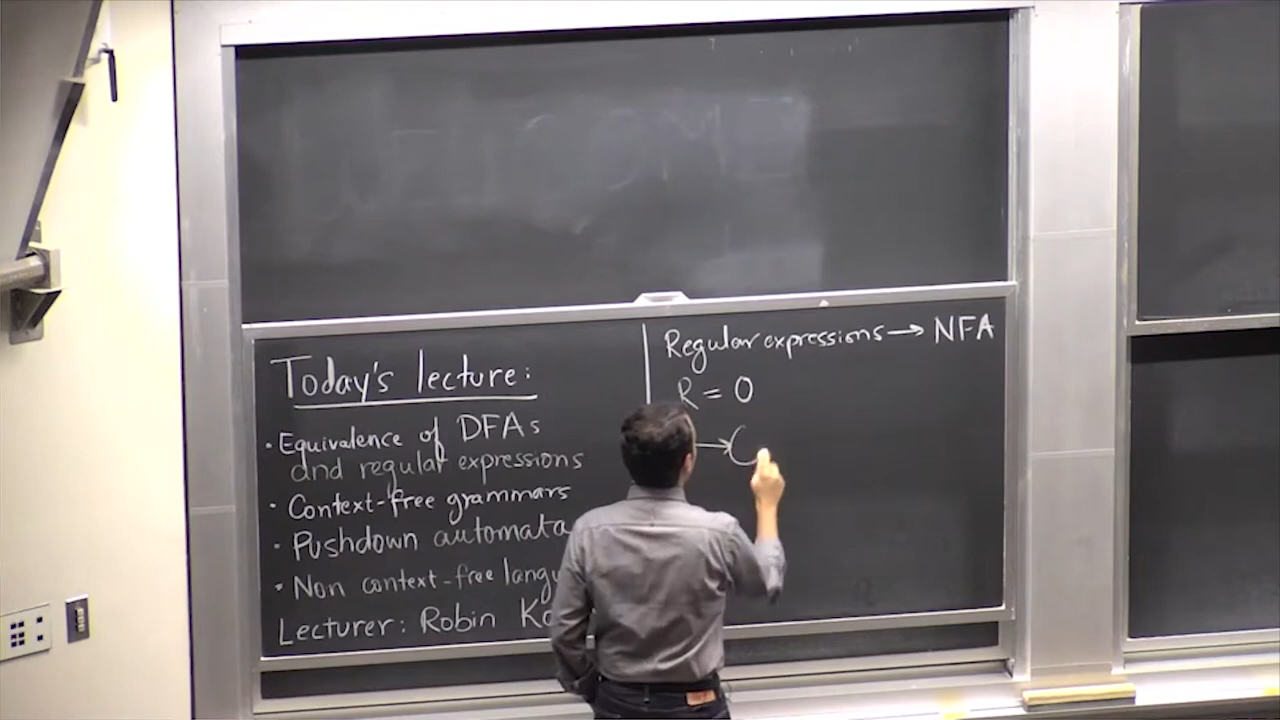 Today's lecture:
• Equivalence of DFAs
and regular expressions
• Context-free grammars
• Pushdown automata
• Non context-free
Lecturer: Robin
Regular expressions → NFA
R = 0